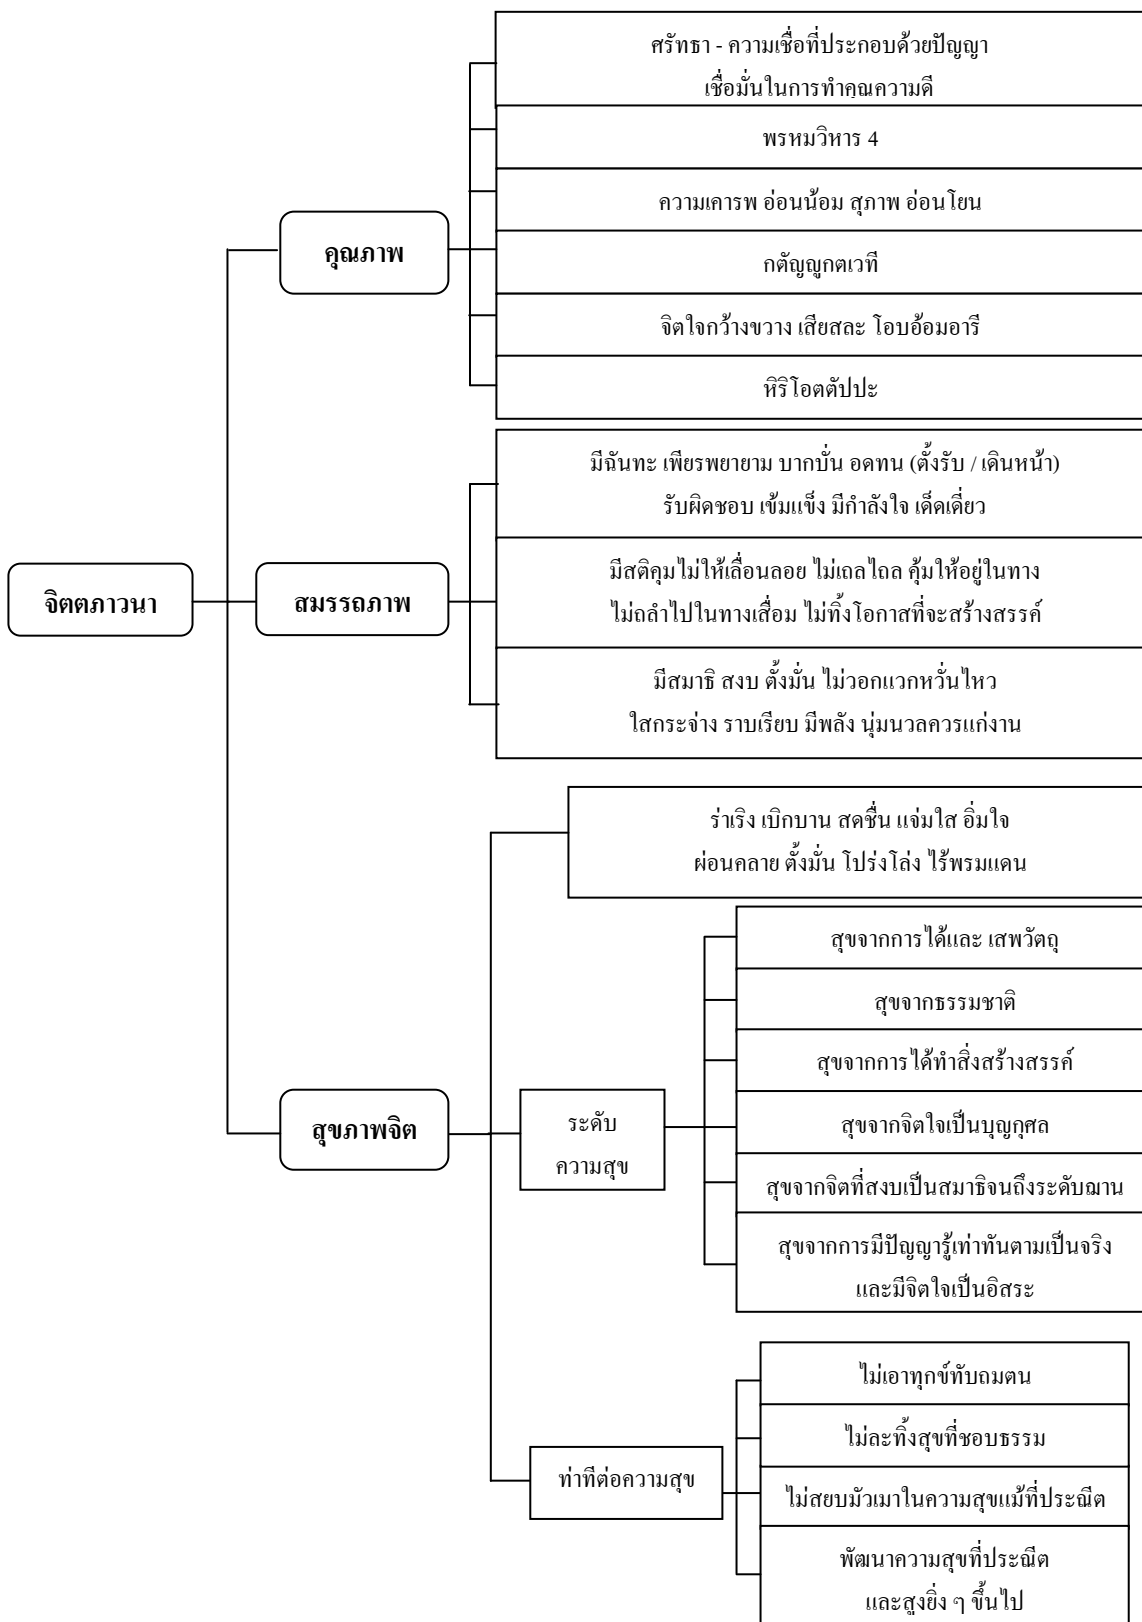 ศรัทธา - ความเชื่อที่ประกอบด้วยปัญญา
เชื่อมั่นในการทำคุณความดี
พรหมวิหาร 4
ความเคารพ อ่อนน้อม สุภาพ อ่อนโยน
คุณภาพ
กตัญญูกตเวที
จิตใจกว้างขวาง เสียสละ โอบอ้อมอารี
หิริโอตตัปปะ
มีฉันทะ เพียรพยายาม บากบั่น อดทน (ตั้งรับ / เดินหน้า)
รับผิดชอบ เข้มแข็ง มีกำลังใจ เด็ดเดี่ยว
จิตตภาวนา
สมรรถภาพ
มีสติคุมไม่ให้เลื่อนลอย ไม่เถลไถล คุ้มให้อยู่ในทาง
ไม่ถลำไปในทางเสื่อม ไม่ทิ้งโอกาสที่จะสร้างสรรค์
มีสมาธิ สงบ ตั้งมั่น ไม่วอกแวกหวั่นไหว
ใสกระจ่าง ราบเรียบ มีพลัง นุ่มนวลควรแก่งาน
ร่าเริง เบิกบาน สดชื่น แจ่มใส อิ่มใจ
ผ่อนคลาย ตั้งมั่น โปร่งโล่ง ไร้พรมแดน
สุขจากการได้และ เสพวัตถุ
สุขจากธรรมชาติ
สุขจากการได้ทำสิ่งสร้างสรรค์
สุขภาพจิต
ระดับ
ความสุข
สุขจากจิตใจเป็นบุญกุศล
สุขจากจิตที่สงบเป็นสมาธิจนถึงระดับฌาน
สุขจากการมีปัญญารู้เท่าทันตามเป็นจริง
และมีจิตใจเป็นอิสระ
ไม่เอาทุกข์ทับถมตน
ไม่ละทิ้งสุขที่ชอบธรรม
ท่าทีต่อความสุข
ไม่สยบมัวเมาในความสุขแม้ที่ประณีต
พัฒนาความสุขที่ประณีต
และสูงยิ่ง ๆ ขึ้นไป